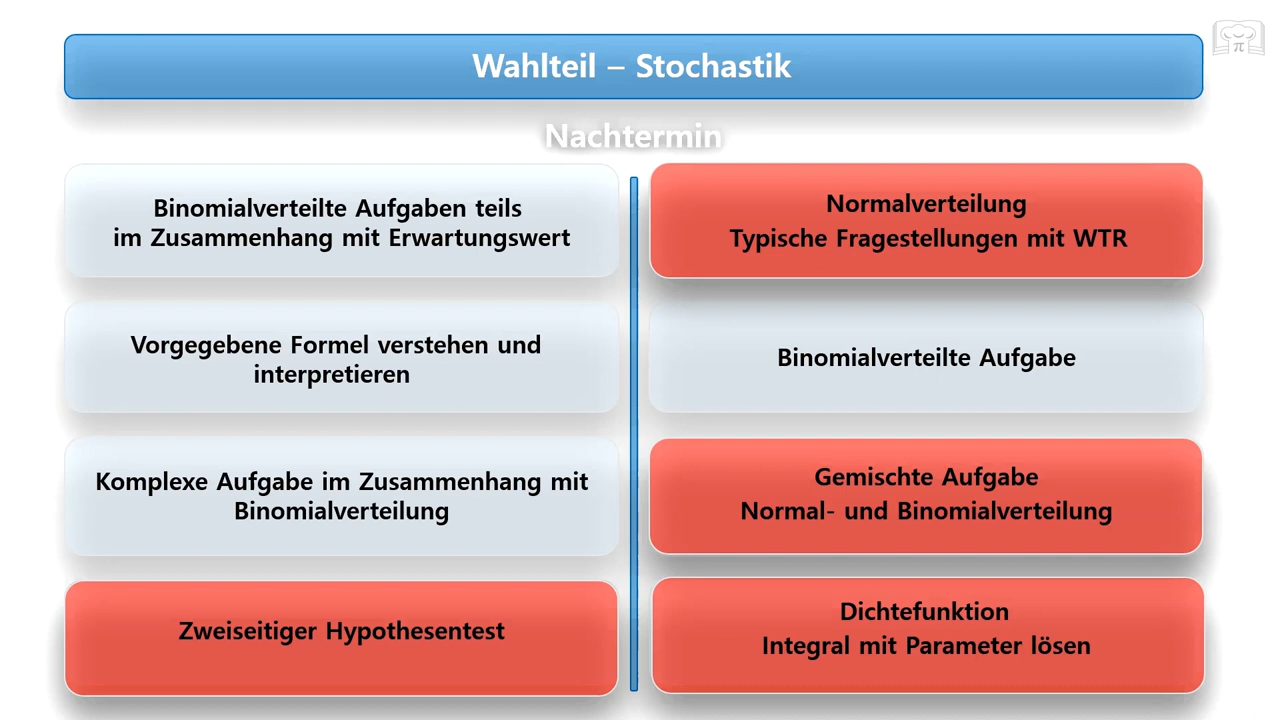 Wahlteil – Stochastik
Nachtermin
Binomialverteilte Aufgaben teils
im Zusammenhang mit Erwartungswert
Vorgegebene Formel verstehen und
interpretieren
Komplexe Aufgabe im Zusammenhang mit
Binomialverteilung
Zweiseitiger Hypothesentest
Normalverteilung
Typische Fragestellungen mit WTR
Binomialverteilte Aufgabe
Gemischte Aufgabe
Normal- und Binomialverteilung
Dichtefunktion
Integral mit Parameter lösen
π